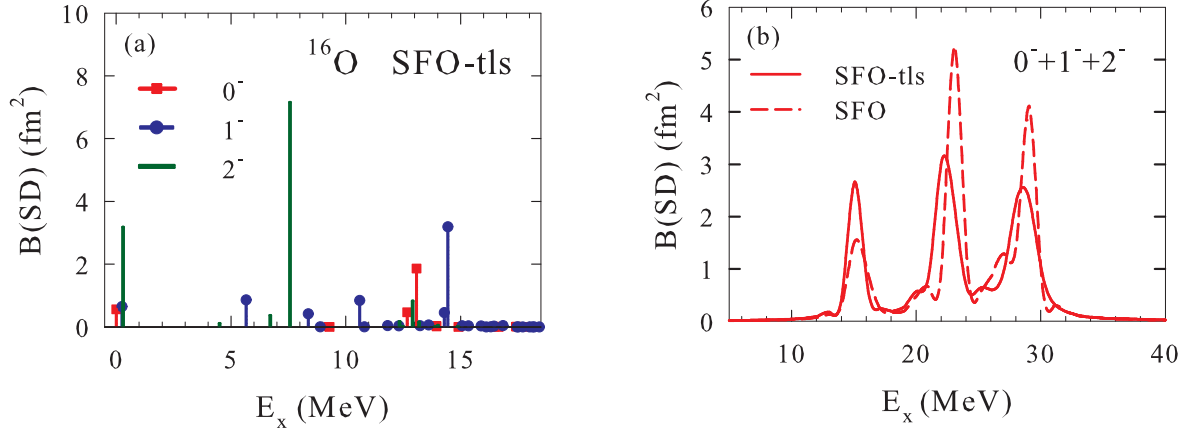 (a)
¹⁶O SFO-tls
0⁻
1⁻
2⁻
B(SD) (fm²)
10
8
6
4
2
0
0 5 10 15
Eₓ (MeV)
(b)
0⁻+1⁻+2⁻
SFO-tls
SFO
B(SD) (fm²)
6
5
4
3
2
1
0
10 20 30 40
Eₓ (MeV)